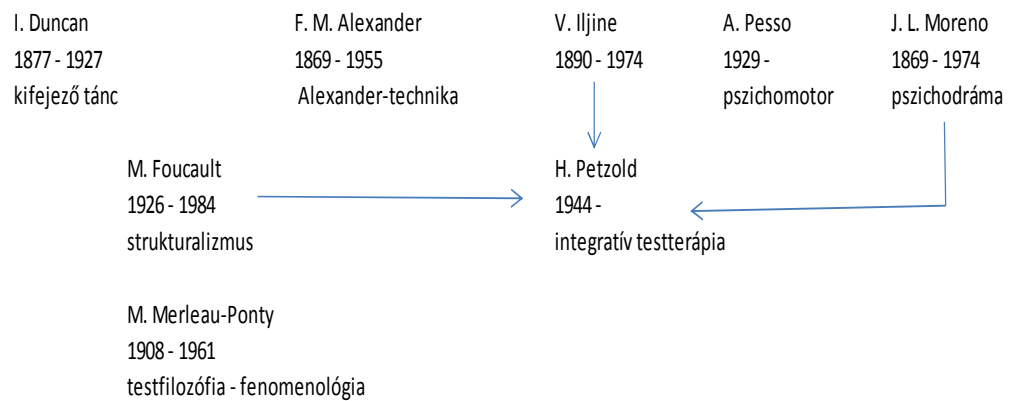 I. Duncan
1877 - 1927
kifejező tánc
F. M. Alexander
1869 - 1955
Alexander-technika
V. Iljine
1890 - 1974
A. Pesso
1929 -
pszichomotor
J. L. Moreno
1869 - 1974
pszichodráma
M. Foucault
1926 - 1984
strukturalizmus
H. Petzold
1944 -
integratív testterápia
M. Merleau-Ponty
1908 - 1961
testfilozófia - fenomenológia